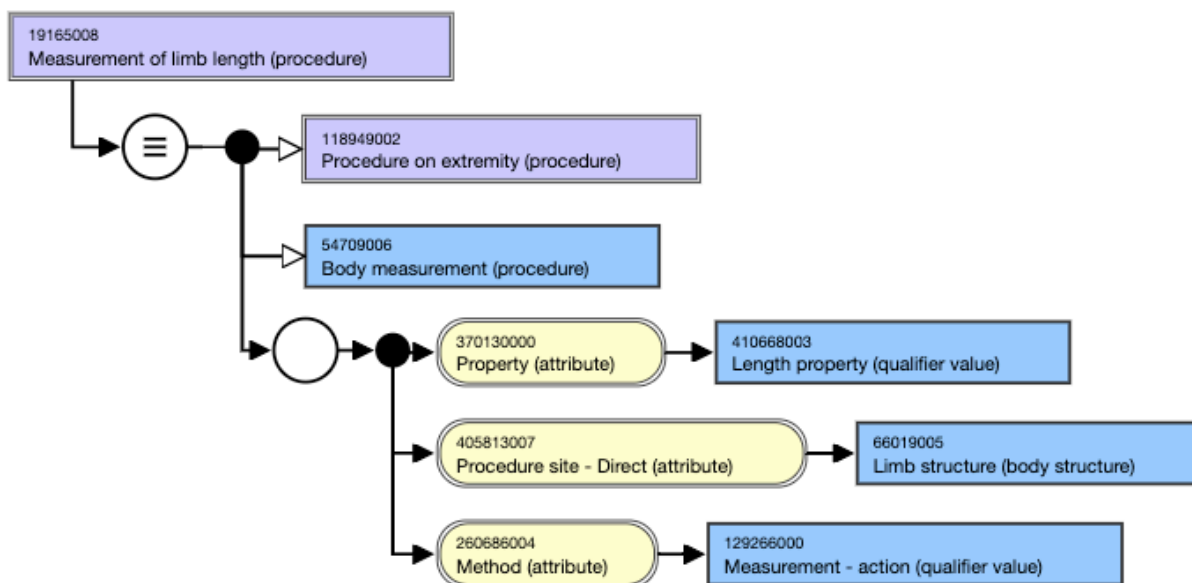 19165008
Measurement of limb length (procedure)
118949002
Procedure on extremity (procedure)
54709006
Body measurement (procedure)
370130000
Property (attribute)
410668003
Length property (qualifier value)
405813007
Procedure site - Direct (attribute)
66019005
Limb structure (body structure)
260686004
Method (attribute)
129266000
Measurement - action (qualifier value)